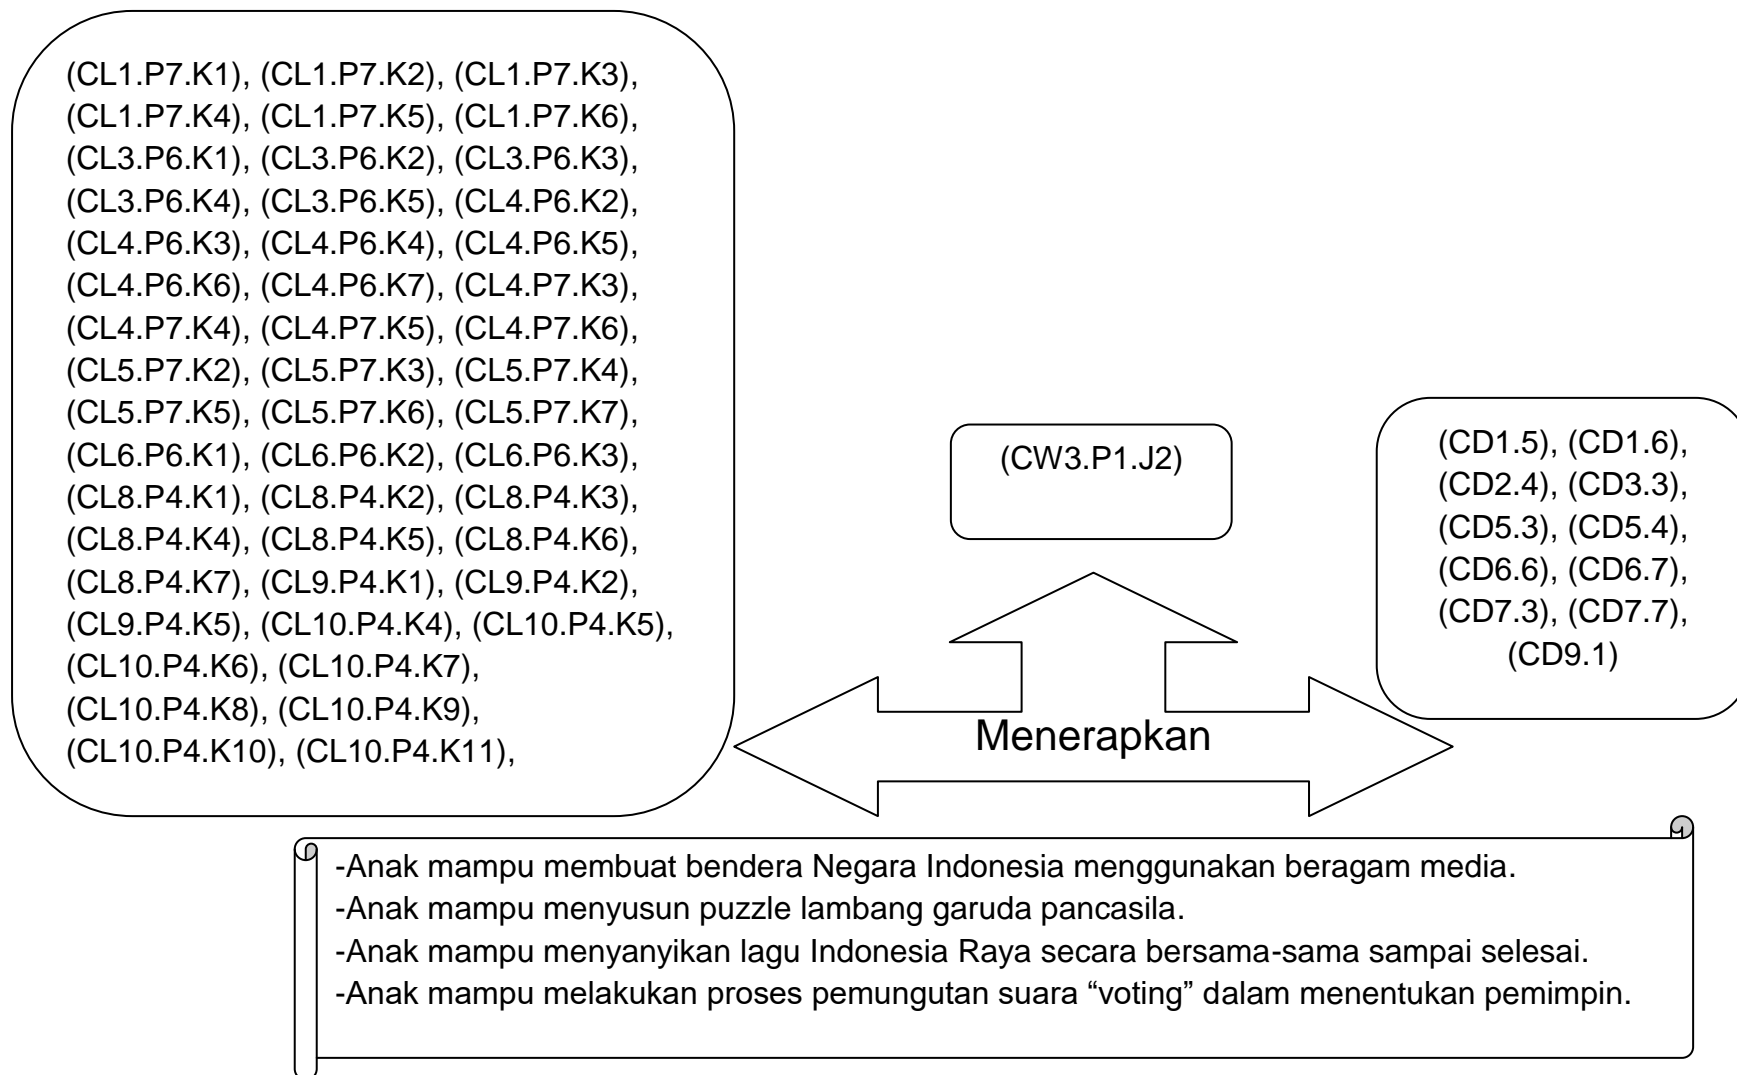 (CL1.P7.K1), (CL1.P7.K2), (CL1.P7.K3),
(CL1.P7.K4), (CL1.P7.K5), (CL1.P7.K6),
(CL3.P6.K1), (CL3.P6.K2), (CL3.P6.K3),
(CL3.P6.K4), (CL3.P6.K5), (CL4.P6.K2),
(CL4.P6.K3), (CL4.P6.K4), (CL4.P6.K5),
(CL4.P6.K6), (CL4.P6.K7), (CL4.P7.K3),
(CL4.P7.K4), (CL4.P7.K5), (CL4.P7.K6),
(CL5.P7.K2), (CL5.P7.K3), (CL5.P7.K4),
(CL5.P7.K5), (CL5.P7.K6), (CL5.P7.K7),
(CL6.P6.K1), (CL6.P6.K2), (CL6.P6.K3),
(CL8.P4.K1), (CL8.P4.K2), (CL8.P4.K3),
(CL8.P4.K4), (CL8.P4.K5), (CL8.P4.K6),
(CL8.P4.K7), (CL9.P4.K1), (CL9.P4.K2),
(CL9.P4.K5), (CL10.P4.K4), (CL10.P4.K5),
(CL10.P4.K6), (CL10.P4.K7),
(CL10.P4.K8), (CL10.P4.K9),
(CL10.P4.K10), (CL10.P4.K11),
(CW3.P1.J2)
(CD1.5), (CD1.6),
(CD2.4), (CD3.3),
(CD5.3), (CD5.4),
(CD6.6), (CD6.7),
(CD7.3), (CD7.7),
(CD9.1)
Menerapkan
-Anak mampu membuat bendera Negara Indonesia menggunakan beragam media.
-Anak mampu menyusun puzzle lambang garuda pancasila.
-Anak mampu menyanyikan lagu Indonesia Raya secara bersama-sama sampai selesai.
-Anak mampu melakukan proses pemungutan suara “voting” dalam menentukan pemimpin.